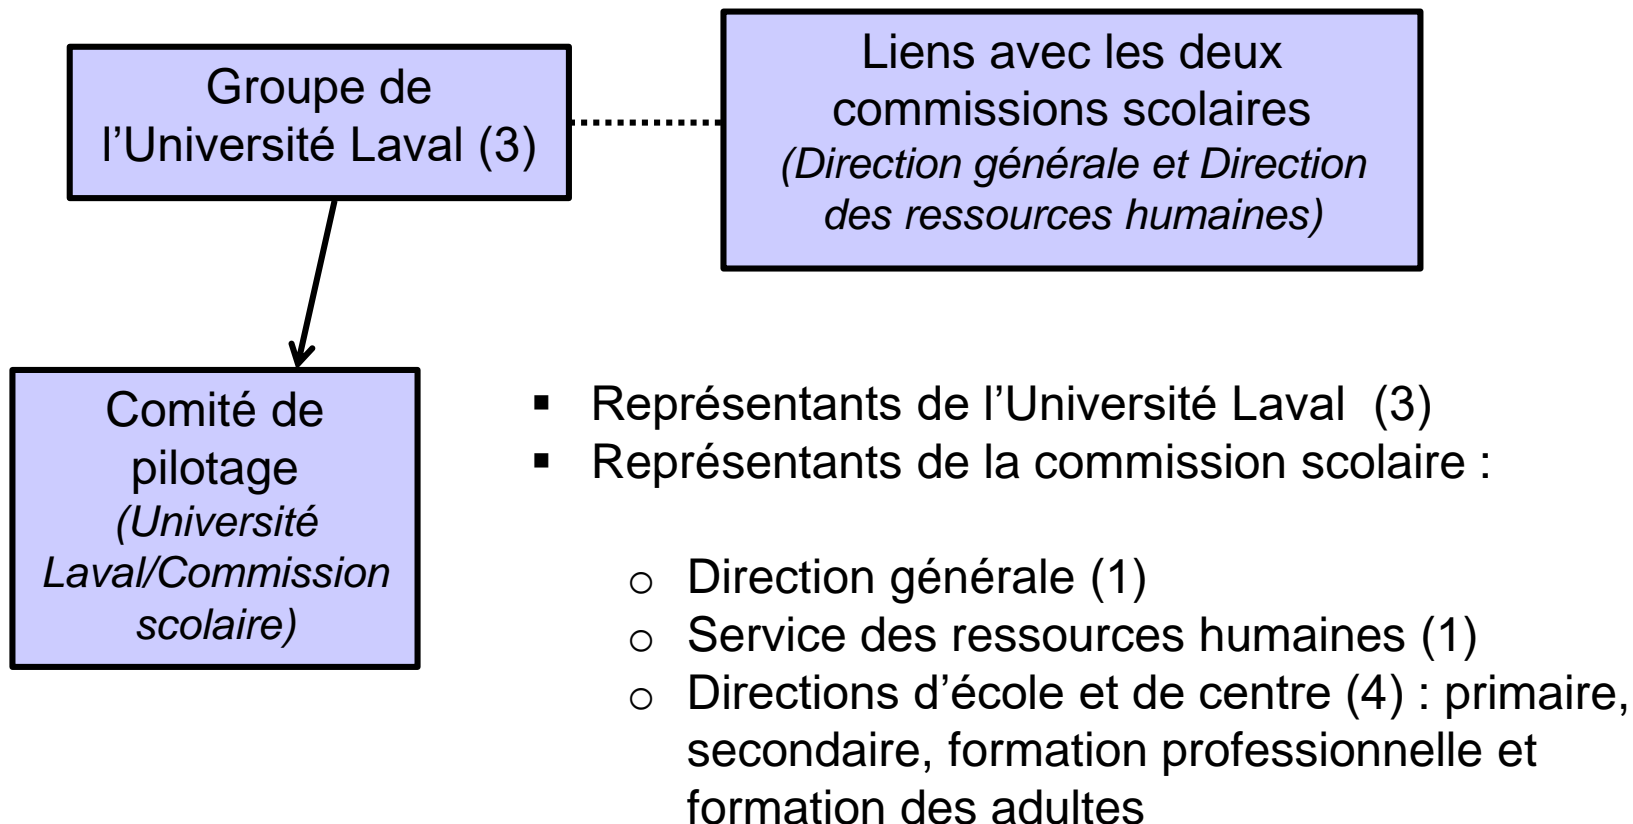 Groupe de
l’Université Laval (3)
Liens avec les deux
commissions scolaires
(Direction générale et Direction
des ressources humaines)
Comité de
pilotage
(Université
Laval/Commission
scolaire)
▪ Représentants de l’Université Laval (3)
▪ Représentants de la commission scolaire :
o Direction générale (1)
o Service des ressources humaines (1)
o Directions d’école et de centre (4) : primaire,
secondaire, formation professionnelle et
formation des adultes